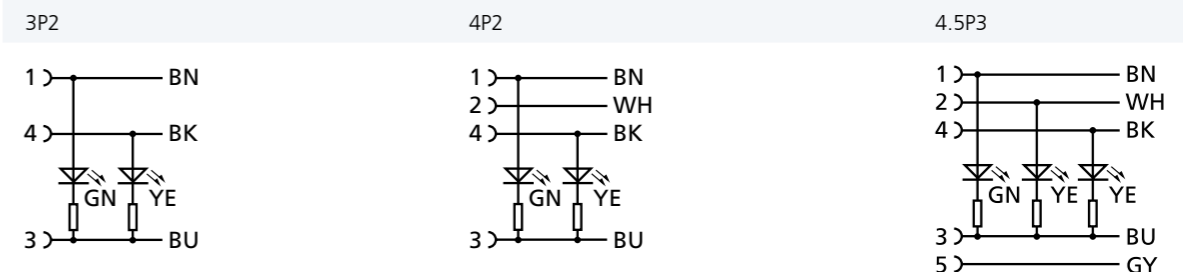 3P2
1 BN
4 BK
GN YE
3 BU
4P2
1 BN
2 WH
4 BK
GN YE
3 BU
4.5P3
1 BN
2 WH
4 BK
GN YE YE
3 BU
5 GY